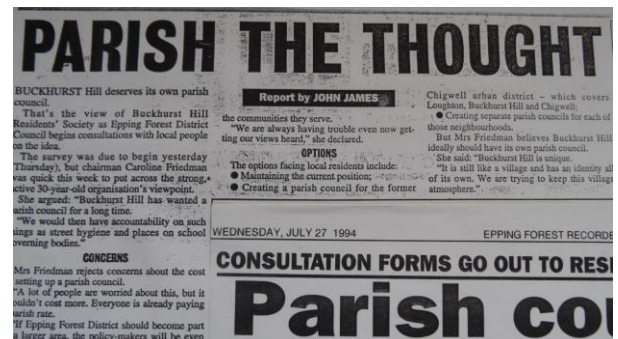 PARISH THE THOUGHT
BUCKHURST Hill deserves its own parish
council.
That's the view of Buckhurst Hill
Residents' Society as Epping Forest District
Council begins consultations with local people
on the idea.
The survey was due to begin yesterday
Thursday), but chairman Caroline Friedman
was quick this week to put across the strong,
ctive 30-year-old organisation's viewpoint.
She argued: "Buckhurst Hill has wanted a
arish council for a long time.
"We would then have accountability on such
ings as street hygiene and places on school
overning bodies."
CONCERNS
Mrs Friedman rejects concerns about the cost
setting up a parish council.
"A lot of people are worried about this, but it
ouldn't cost more. Everyone is already paying
arish rate.
"If Epping Forest District should become part
a larger area, the policy-makers will be even
Report by JOHN JAMES
the communities they serve.
"We are always having trouble even now get-
ting our views heard," she declared.
OPTIONS
The options facing local residents include:
● Maintaining the current position;
● Creating a parish council for the former
Chigwell urban district – which covers
Loughton, Buckhurst Hill and Chigwell;
● Creating separate parish councils for each of
those neighbourhoods.
But Mrs Friedman believes Buckhurst Hill
ideally should have its own parish council.
She said: "Buckhurst Hill is unique.
"It is still like a village and has an identity all
of its own. We are trying to keep this village
atmosphere."
WEDNESDAY, JULY 27 1994
EPPING FOREST RECORDE
CONSULTATION FORMS GO OUT TO RESI
Parish cou